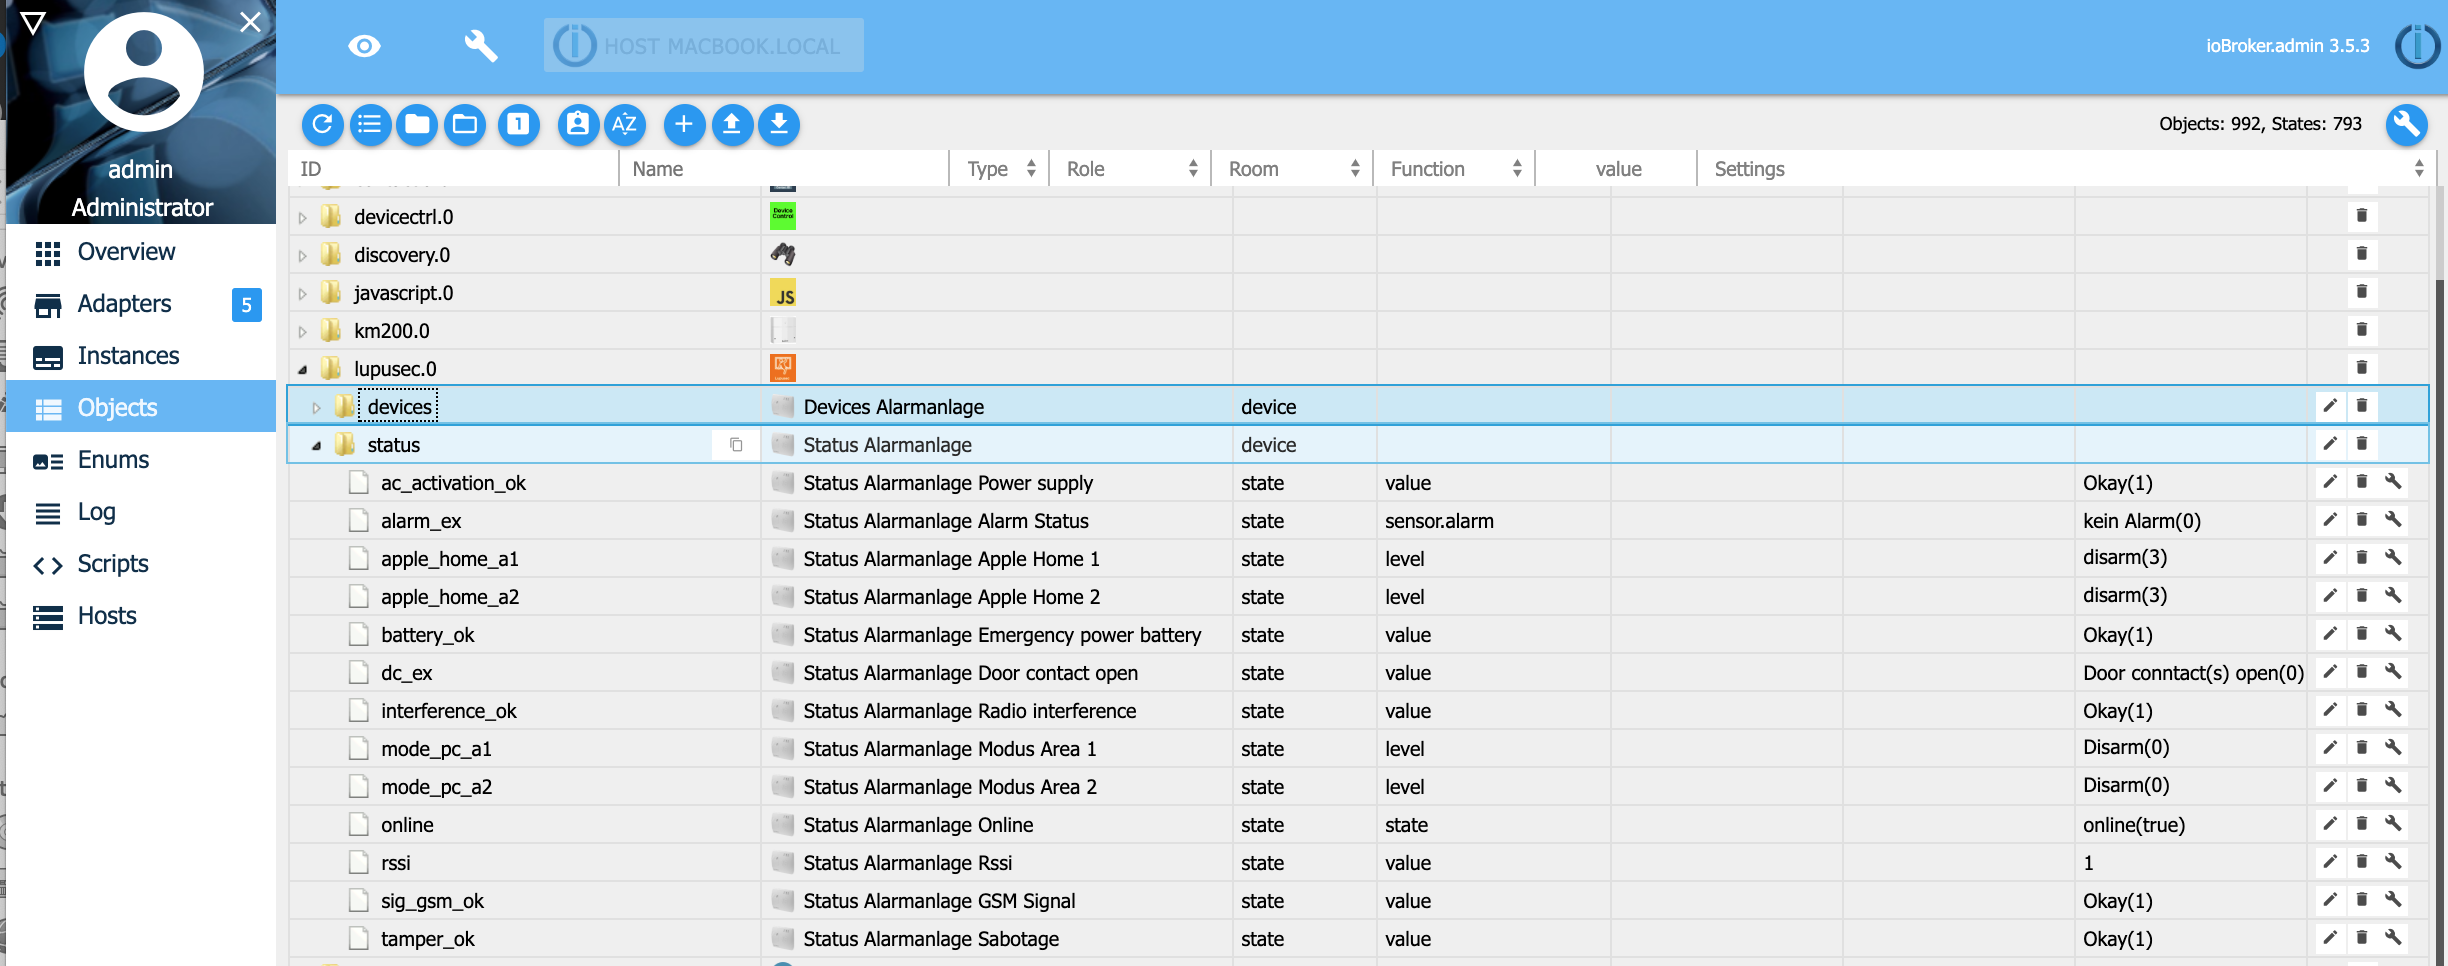 HOST MACBOOK.LOCAL
ioBroker.admin 3.5.3
admin
Administrator
Overview
Adapters 5
Instances
Objects
Enums
Log
Scripts
Hosts
1
AZ
Objects: 992, States: 793
ID Name Type Role Room Function value Settings
devicectrl.0 Device Control
discovery.0
javascript.0 JS
km200.0
lupusec.0
devices Devices Alarmanlage device
status Status Alarmanlage device
ac_activation_ok Status Alarmanlage Power supply state value Okay(1)
alarm_ex Status Alarmanlage Alarm Status state sensor.alarm kein Alarm(0)
apple_home_a1 Status Alarmanlage Apple Home 1 state level disarm(3)
apple_home_a2 Status Alarmanlage Apple Home 2 state level disarm(3)
battery_ok Status Alarmanlage Emergency power battery state value Okay(1)
dc_ex Status Alarmanlage Door contact open state value Door conntact(s) open(0)
interference_ok Status Alarmanlage Radio interference state value Okay(1)
mode_pc_a1 Status Alarmanlage Modus Area 1 state level Disarm(0)
mode_pc_a2 Status Alarmanlage Modus Area 2 state level Disarm(0)
online Status Alarmanlage Online state state online(true)
rssi Status Alarmanlage Rssi state value 1
sig_gsm_ok Status Alarmanlage GSM Signal state value Okay(1)
tamper_ok Status Alarmanlage Sabotage state value Okay(1)